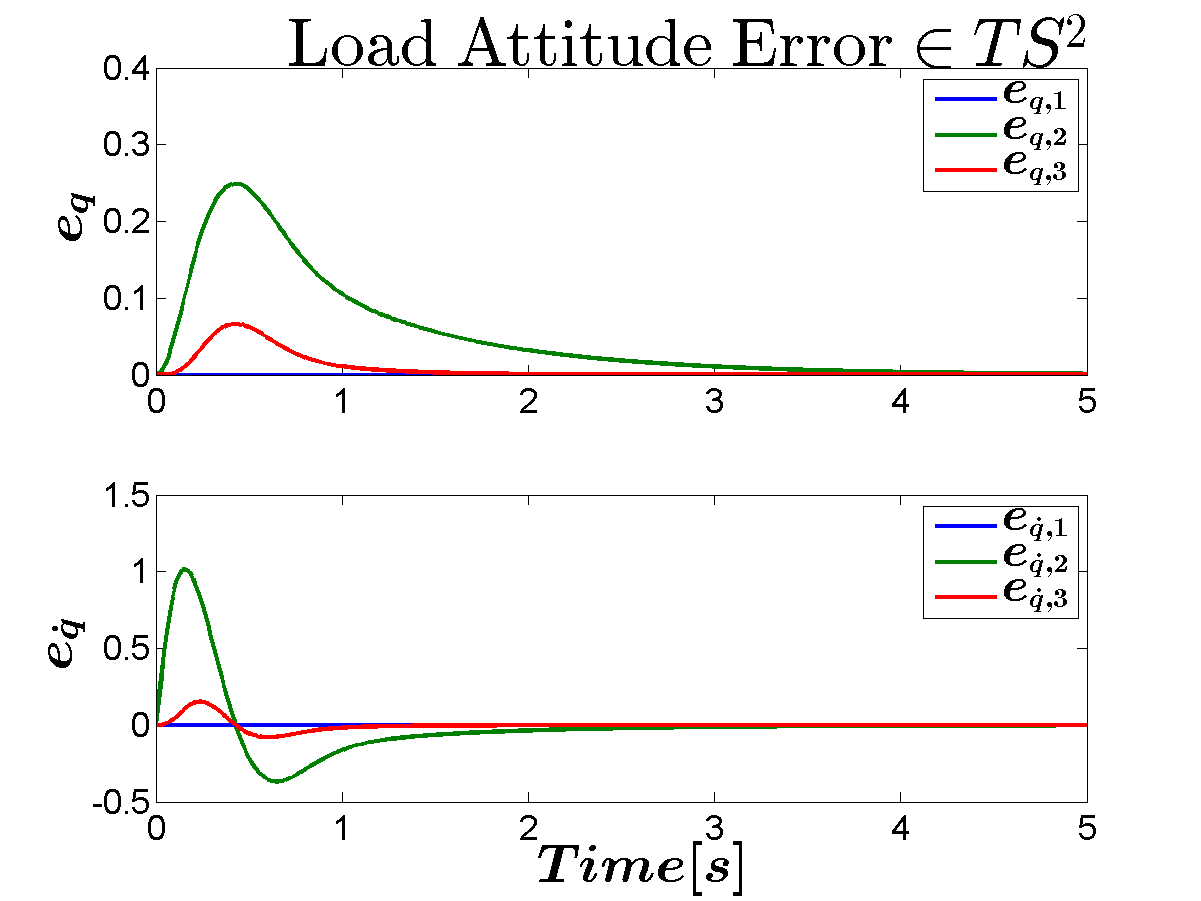 Load Attitude Error ∈ TS²
0.4
0.3
0.2
0.1
0
e_q
e_{q,1}
e_{q,2}
e_{q,3}
0 1 2 3 4 5
1.5
1
0.5
0
-0.5
e_{q̇}
e_{q̇,1}
e_{q̇,2}
e_{q̇,3}
0 1 2 3 4 5
Time[s]